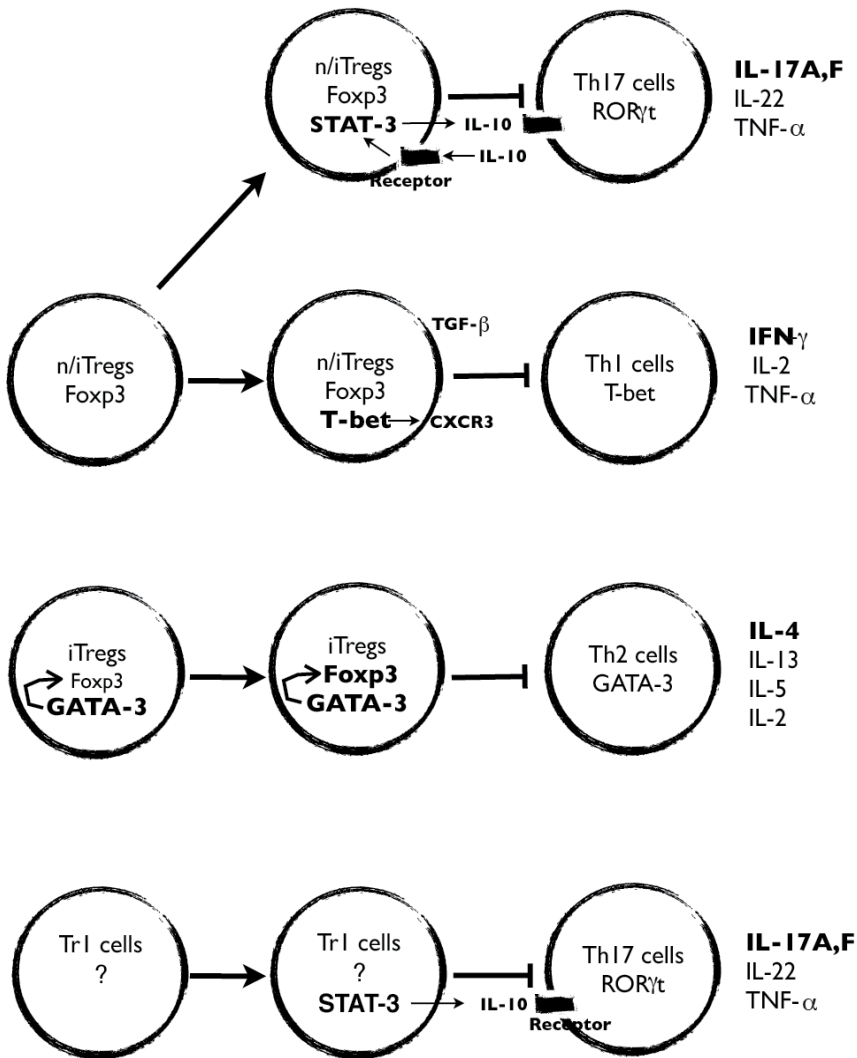 n/iTregs
Foxp3
STAT-3
IL-10
IL-10
Receptor
Th17 cells
RORγt
IL-17A,F
IL-22
TNF-α
n/iTregs
Foxp3
n/iTregs
Foxp3
T-bet
TGF-β
CXCR3
Th1 cells
T-bet
IFN-γ
IL-2
TNF-α
iTregs
Foxp3
GATA-3
iTregs
Foxp3
GATA-3
Th2 cells
GATA-3
IL-4
IL-13
IL-5
IL-2
Tr1 cells
?
Tr1 cells
?
STAT-3
IL-10
Receptor
Th17 cells
RORγt
IL-17A,F
IL-22
TNF-α